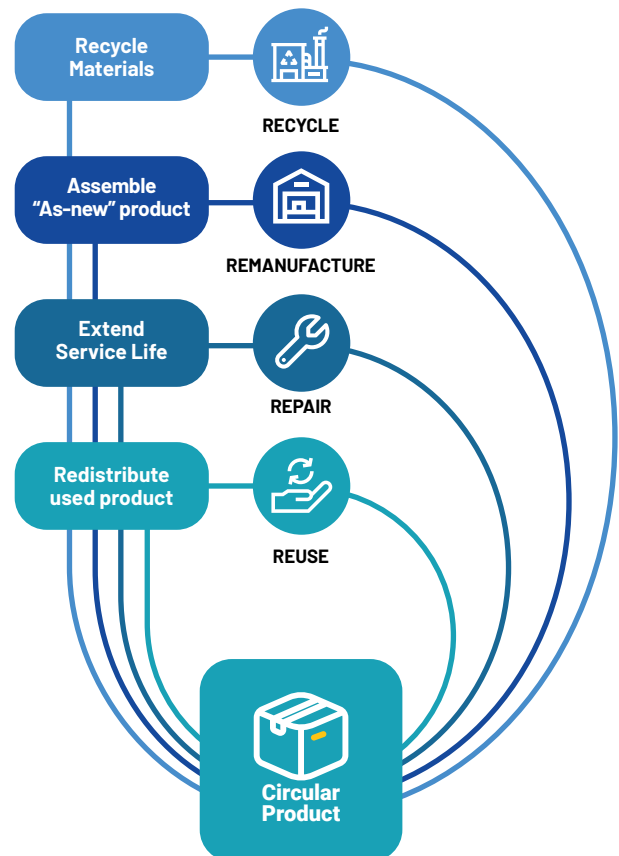 Recycle
Materials
RECYCLE
Assemble
“As-new” product
REMANUFACTURE
Extend
Service Life
REPAIR
Redistribute
used product
REUSE
Circular
Product